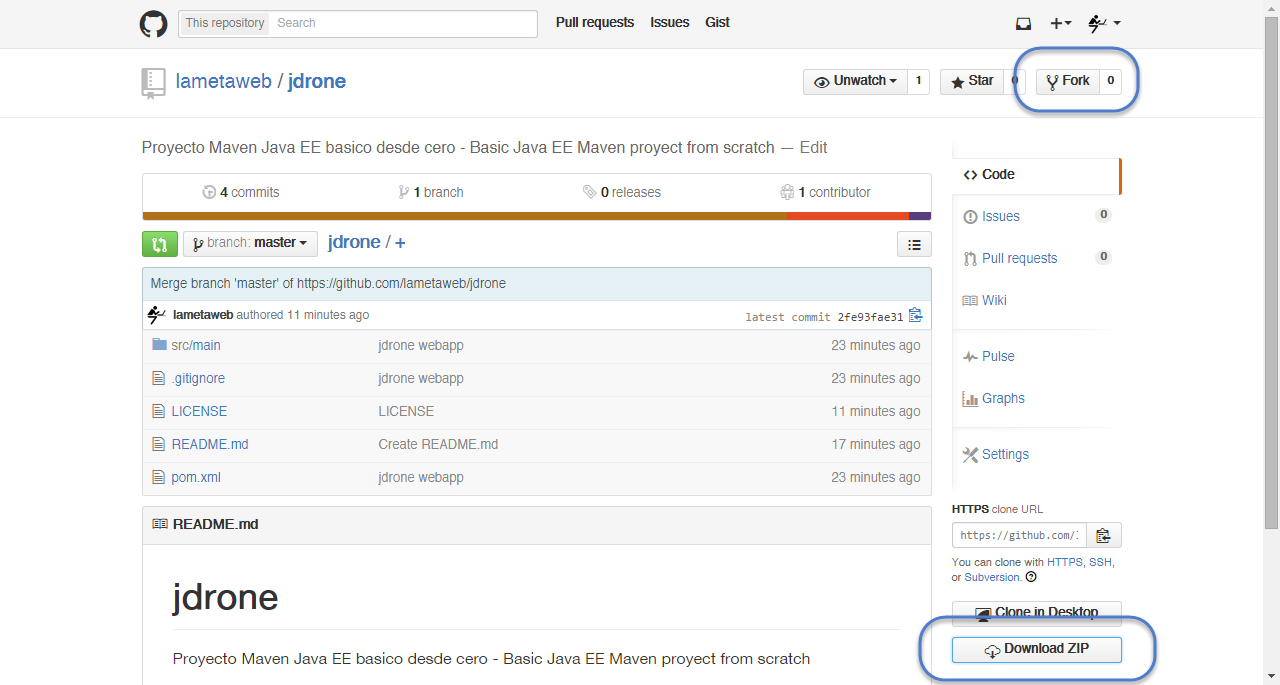 This repository Search Pull requests Issues Gist
lametaweb / jdrone Unwatch 1 Star 0 Fork 0
Proyecto Maven Java EE basico desde cero - Basic Java EE Maven proyect from scratch — Edit
4 commits 1 branch 0 releases 1 contributor
branch: master jdrone / +
Merge branch 'master' of https://github.com/lametaweb/jdrone
lametaweb authored 11 minutes ago latest commit 2fe93fae31
src/main jdrone webapp 23 minutes ago
.gitignore jdrone webapp 23 minutes ago
LICENSE LICENSE 11 minutes ago
README.md Create README.md 17 minutes ago
pom.xml jdrone webapp 23 minutes ago
README.md
jdrone
Proyecto Maven Java EE basico desde cero - Basic Java EE Maven proyect from scratch
Code
Issues 0
Pull requests 0
Wiki
Pulse
Graphs
Settings
HTTPS clone URL
https://github.com/
You can clone with HTTPS, SSH,
or Subversion.
Clone in Desktop
Download ZIP